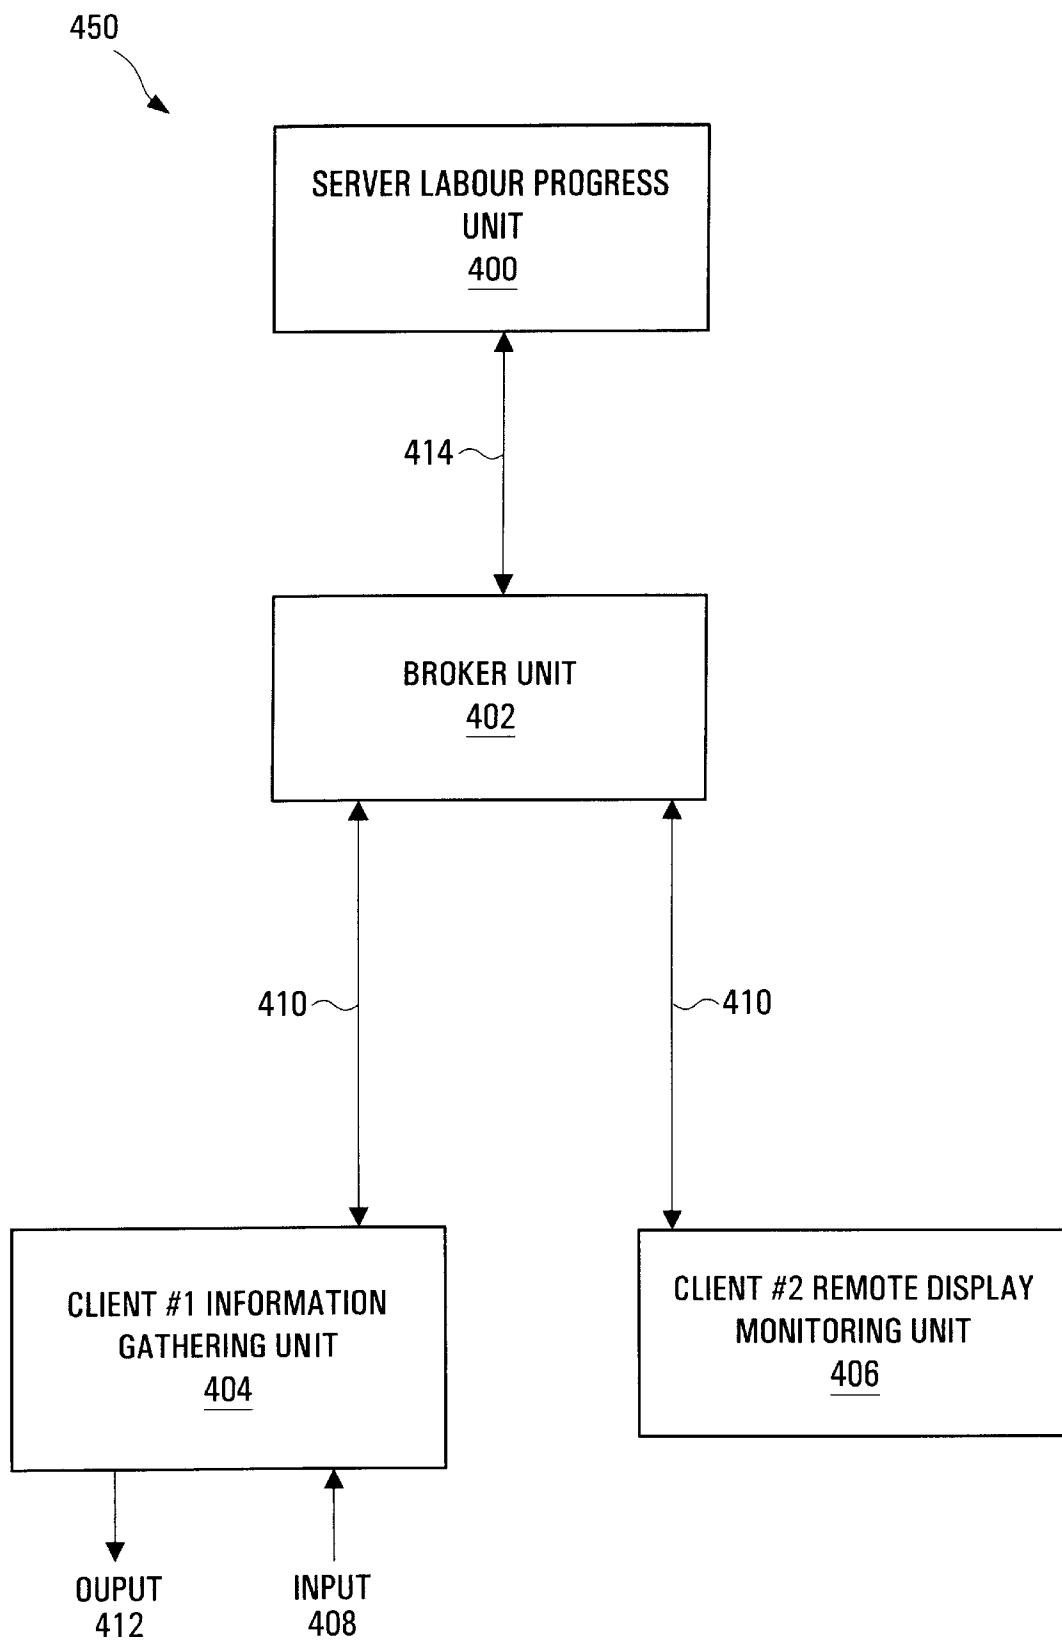 450
SERVER LABOUR PROGRESS
UNIT
400
414
BROKER UNIT
402
410
410
CLIENT #1 INFORMATION
GATHERING UNIT
404
CLIENT #2 REMOTE DISPLAY
MONITORING UNIT
406
OUPUT
412
INPUT
408